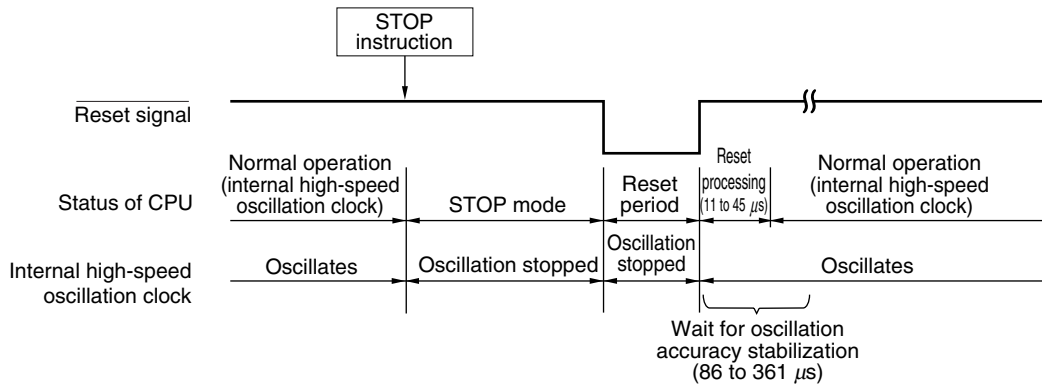 STOP
instruction
Reset signal
Normal operation
(internal high-speed
oscillation clock)
Status of CPU
STOP mode
Reset
period
Reset
processing
(11 to 45 μs)
Normal operation
(internal high-speed
oscillation clock)
Internal high-speed
oscillation clock
Oscillates
Oscillation stopped
Oscillation
stopped
Oscillates
Wait for oscillation
accuracy stabilization
(86 to 361 μs)